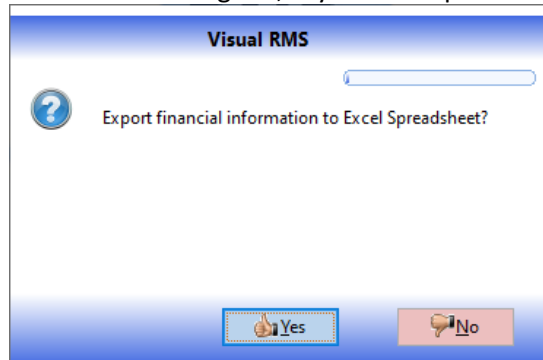 Visual RMS
Export financial information to Excel Spreadsheet?
Yes
No